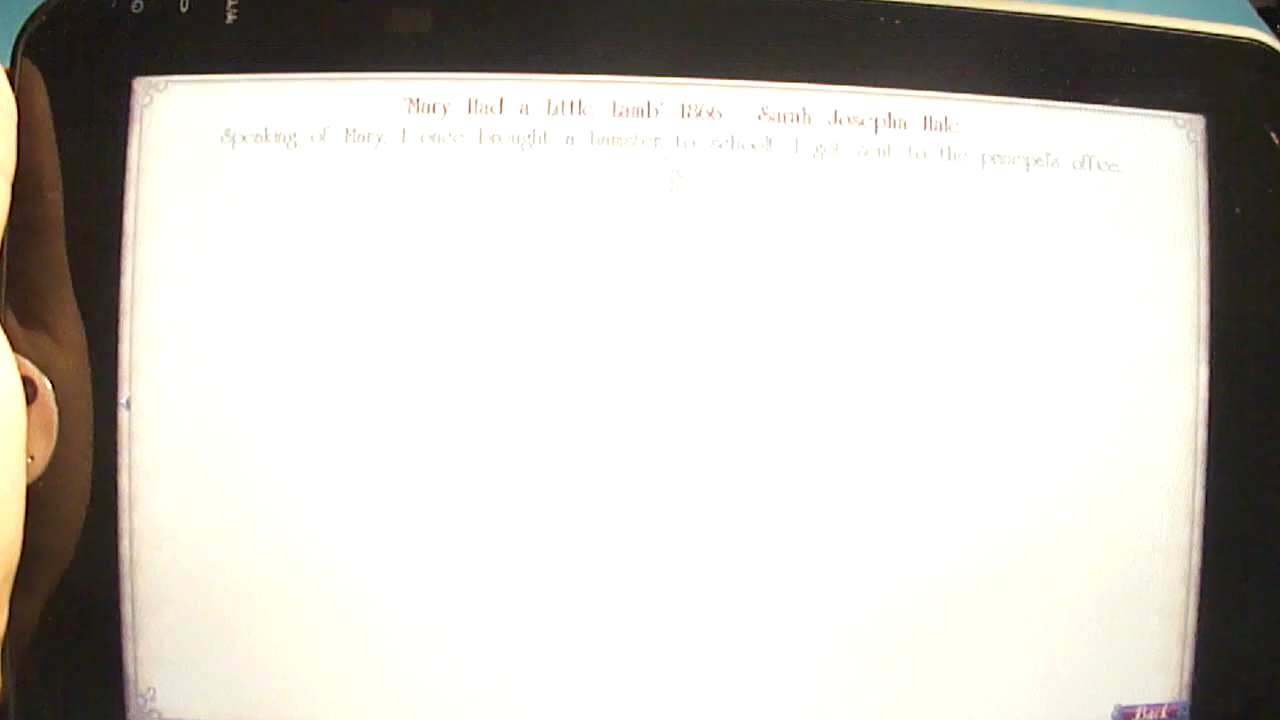 "Mary Had a Little Lamb" 1866 Sarah Josepha Hale
Speaking of Mary, I once brought a hamster to school! I got sent to the principal's office.
Back